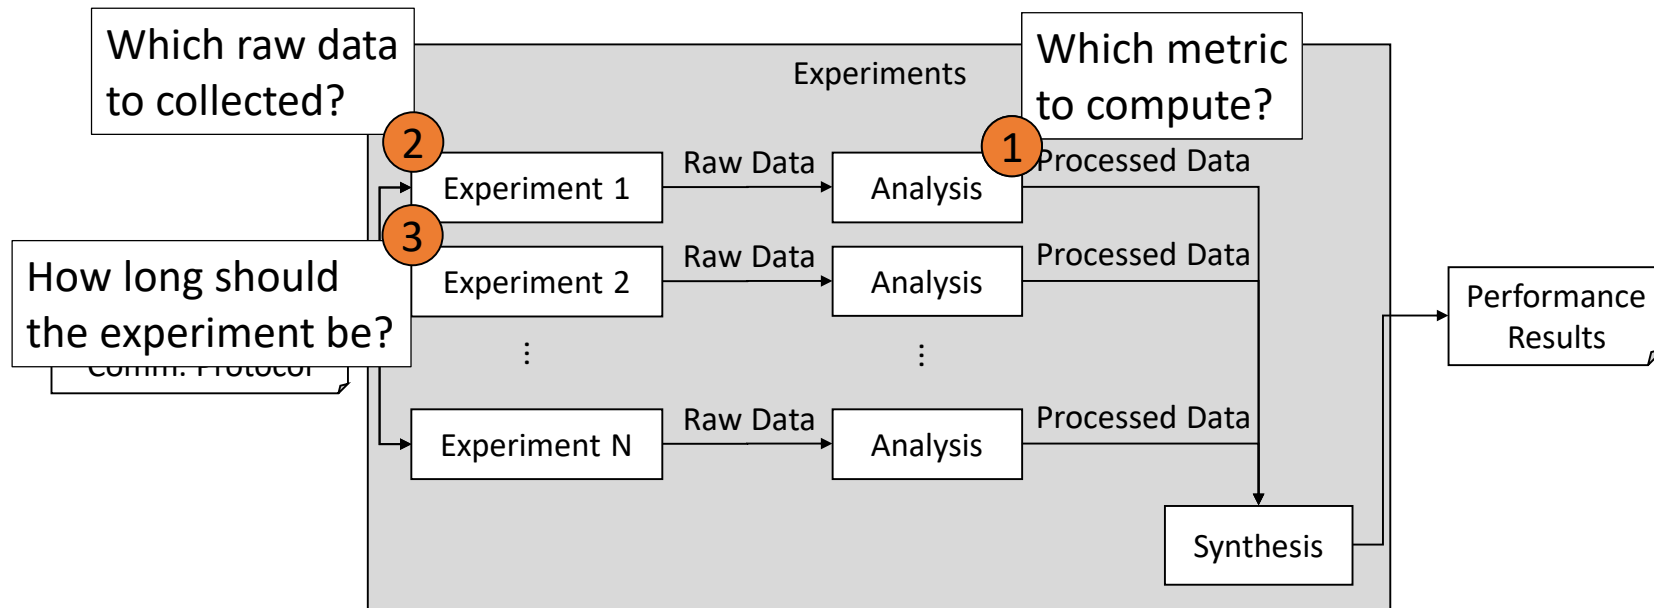 Which raw data
to collected?
Experiments
Which metric
to compute?
2
1
Experiment 1
Raw Data
Analysis
Processed Data
3
How long should
the experiment be?
Experiment 2
Raw Data
Analysis
Processed Data
Comm. Protocol
...
...
Experiment N
Raw Data
Analysis
Processed Data
Synthesis
Performance
Results